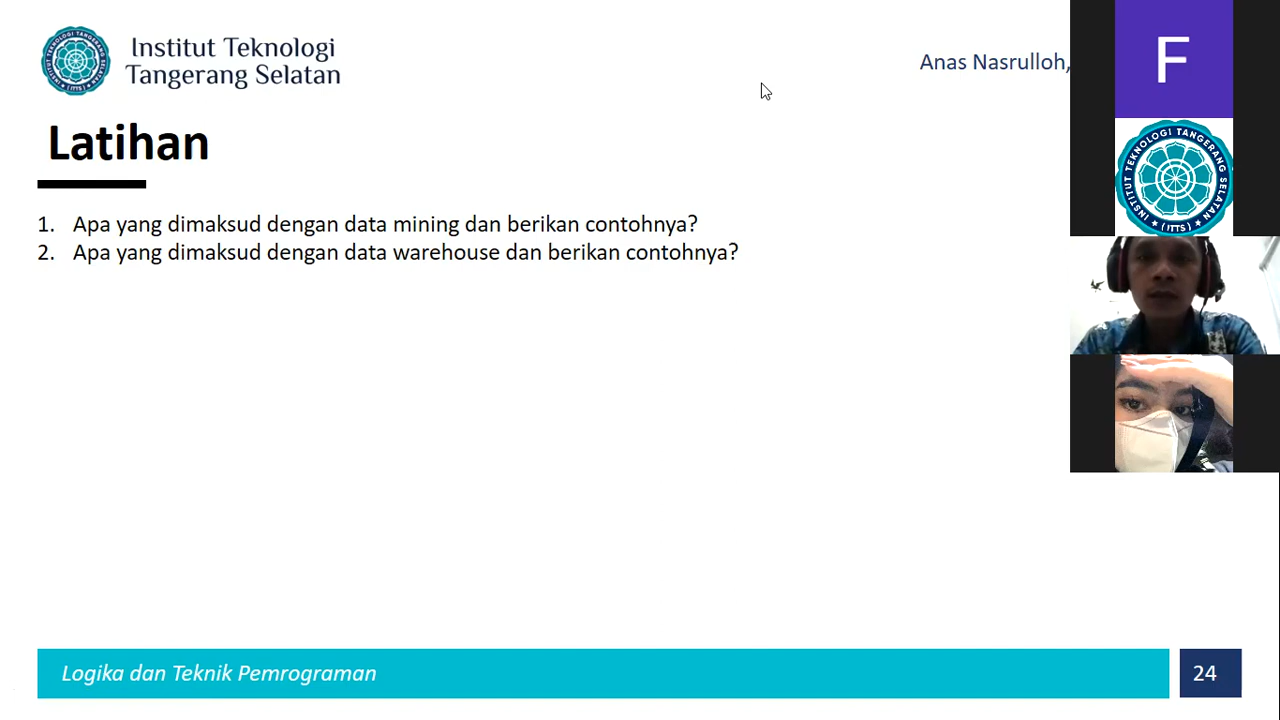 Institut Teknologi
Tangerang Selatan
Anas Nasrulloh,
F
INSTITUT TEKNOLOGI TANGERANG SELATAN
(ITTS)
Latihan
1. Apa yang dimaksud dengan data mining dan berikan contohnya?
2. Apa yang dimaksud dengan data warehouse dan berikan contohnya?
Logika dan Teknik Pemrograman
24